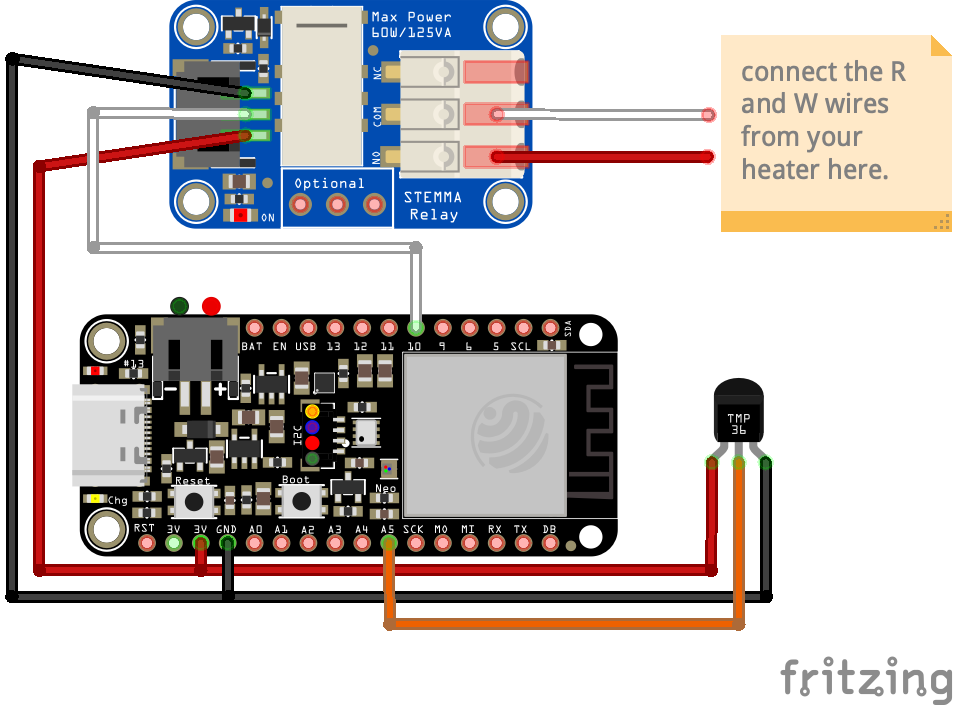 Max Power
60W/125VA
NC
COM
NO
Optional
STEMMA
Relay
ON
connect the R
and W wires
from your
heater here.
BAT EN USB 13 12 11 10 9 6 5 SCL SDA
#13
- +
I2C
TMP
36
Reset
Boot
Neo
Chg
RST 3V 3V GND A0 A1 A2 A3 A4 A5 SCK MO MI RX TX DB
fritzing